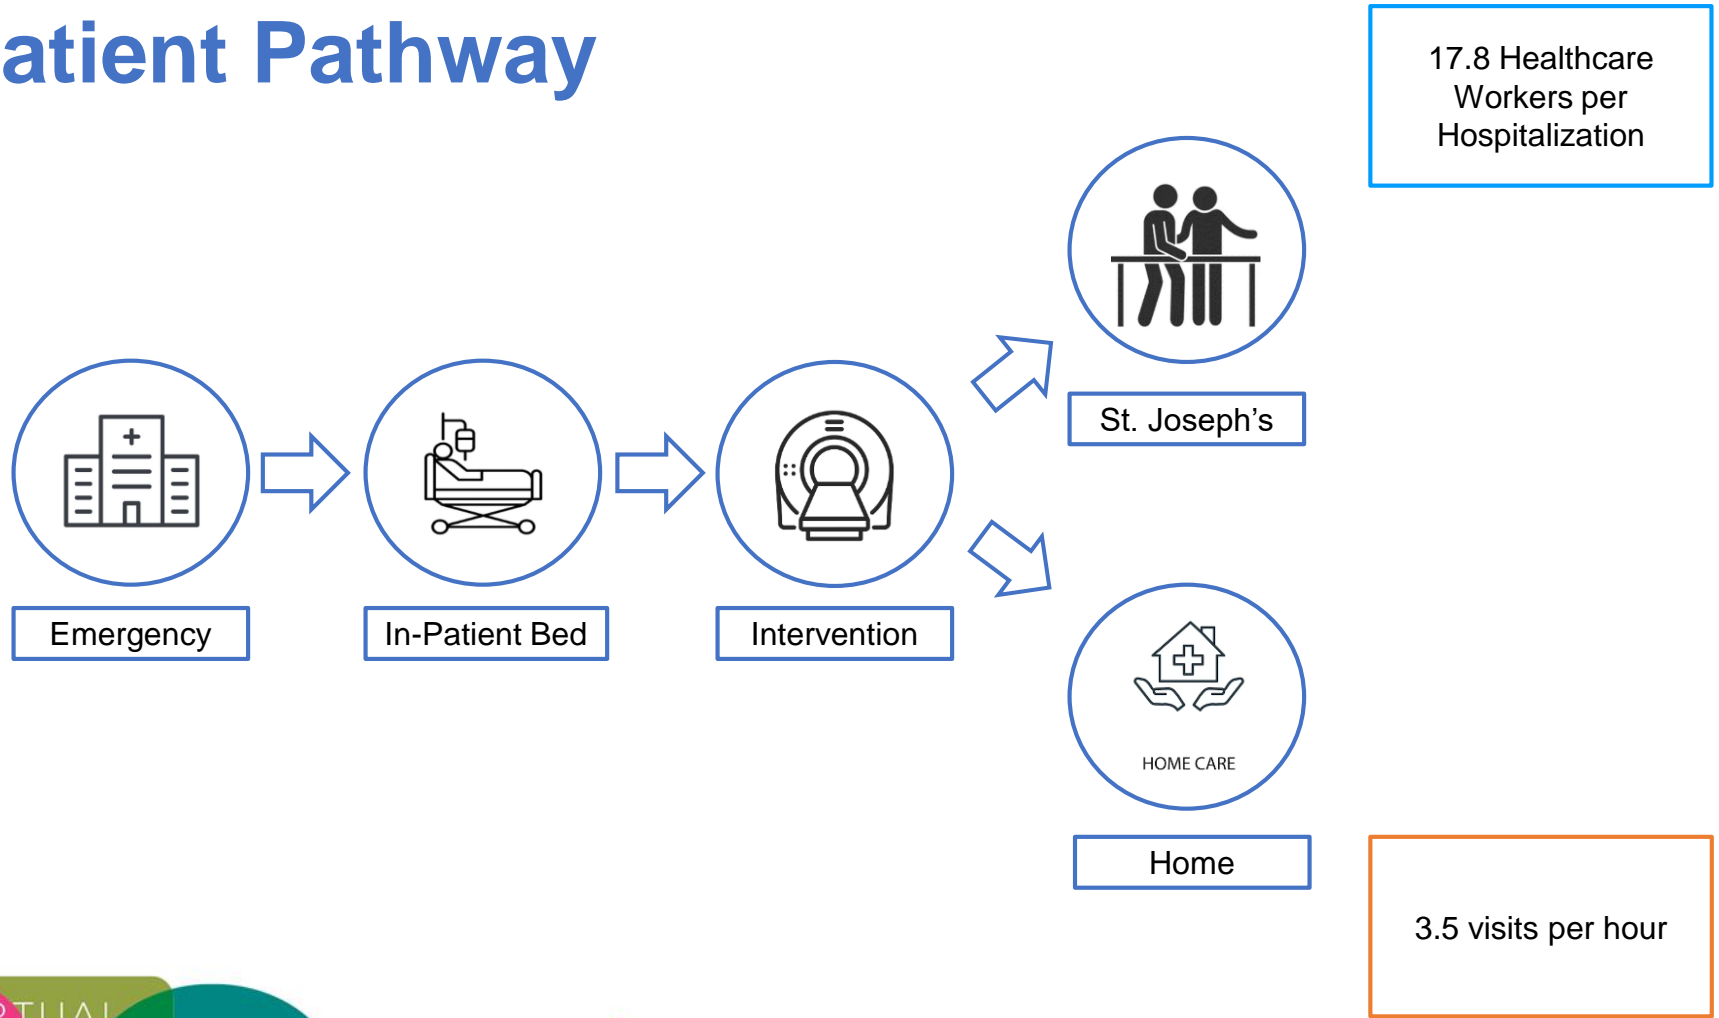 atient Pathway
17.8 Healthcare
Workers per
Hospitalization
St. Joseph’s
Emergency
In-Patient Bed
Intervention
HOME CARE
Home
3.5 visits per hour